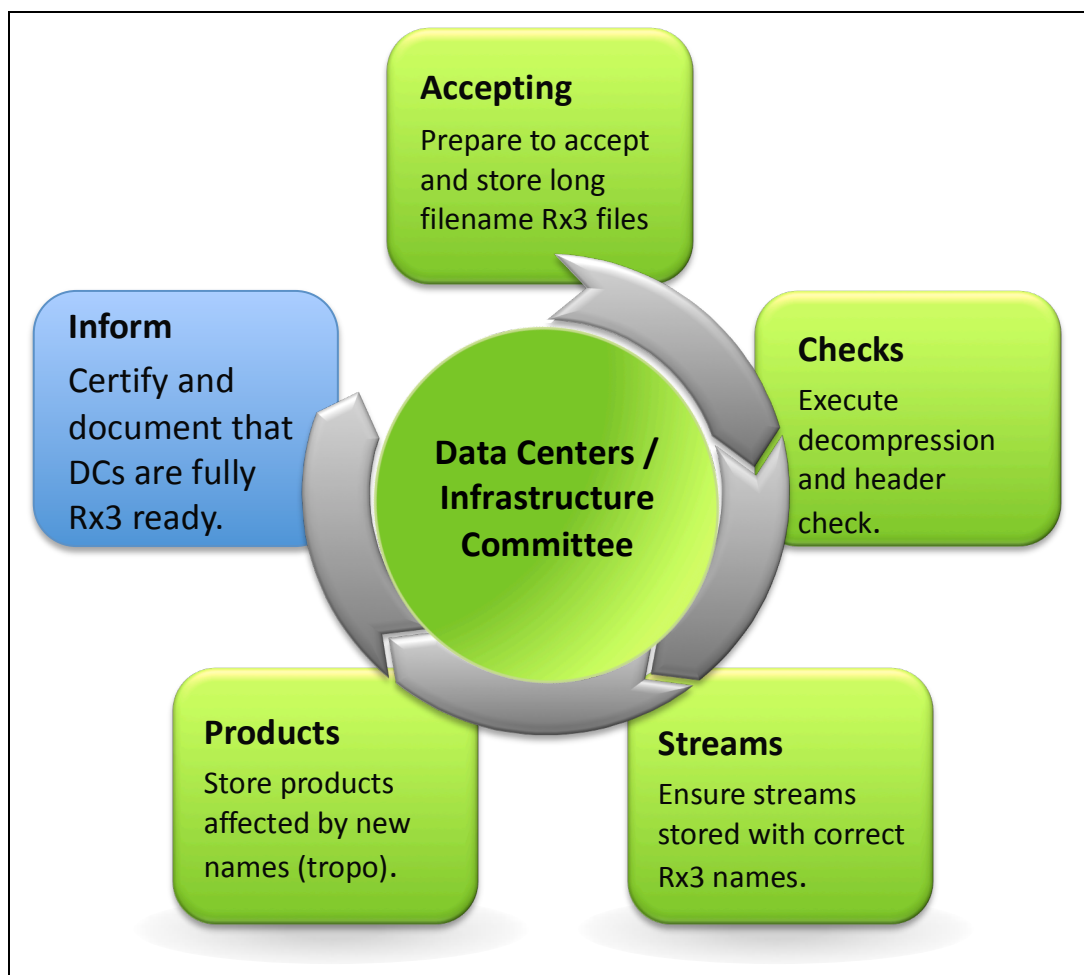 Accepting
Prepare to accept
and store long
filename Rx3 files
Checks
Execute
decompression
and header
check.
Streams
Ensure streams
stored with correct
Rx3 names.
Products
Store products
affected by new
names (tropo).
Inform
Certify and
document that
DCs are fully
Rx3 ready.
Data Centers /
Infrastructure
Committee